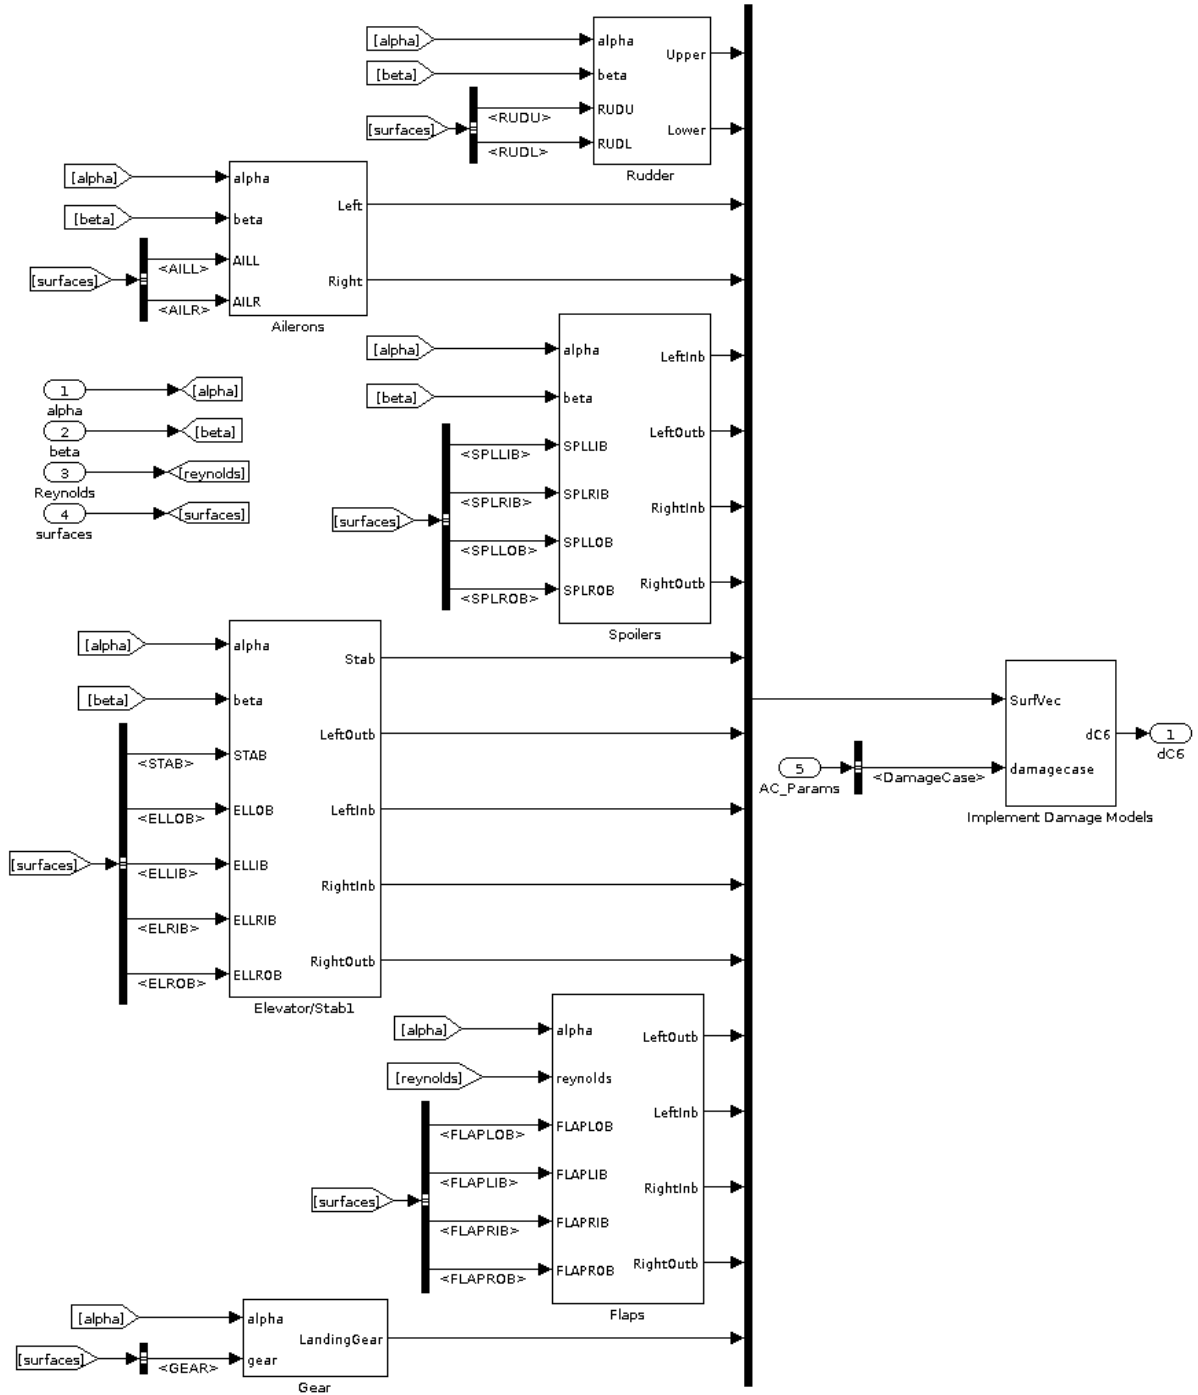 [alpha]
alpha
Upper
[beta]
beta
[surfaces]
<RUDU>
RUDU
Lower
<RUDL>
RUDL
Rudder
[alpha]
alpha
Left
[beta]
beta
[surfaces]
<AILL>
AILL
Right
<AILR>
AILR
Ailerons
[alpha]
alpha
LeftInb
[beta]
beta
LeftOutb
<SPLLIB>
SPLLIB
<SPLRIB>
SPLRIB
RightInb
[surfaces]
<SPLLOB>
SPLLOB
RightOutb
<SPLROB>
SPLROB
Spoilers
1
[alpha]
alpha
2
[beta]
beta
3
[reynolds]
Reynolds
4
[surfaces]
surfaces
[alpha]
alpha
Stab
[beta]
beta
LeftOutb
<STAB>
STAB
<ELLOB>
ELLOB
LeftInb
[surfaces]
<ELLIB>
ELLIB
RightInb
<ELRIB>
ELLRIB
RightOutb
<ELROB>
ELLROB
Elevator/Stab1
SurfVec
dC6
1
dC6
5
AC_Params
<DamageCase>
damagecase
Implement Damage Models
[alpha]
alpha
LeftOutb
[reynolds]
reynolds
LeftInb
<FLAPLOB>
FLAPLOB
<FLAPLIB>
FLAPLIB
RightInb
[surfaces]
<FLAPRIB>
FLAPRIB
RightOutb
<FLAPROB>
FLAPROB
Flaps
[alpha]
alpha
LandingGear
[surfaces]
<GEAR>
gear
Gear